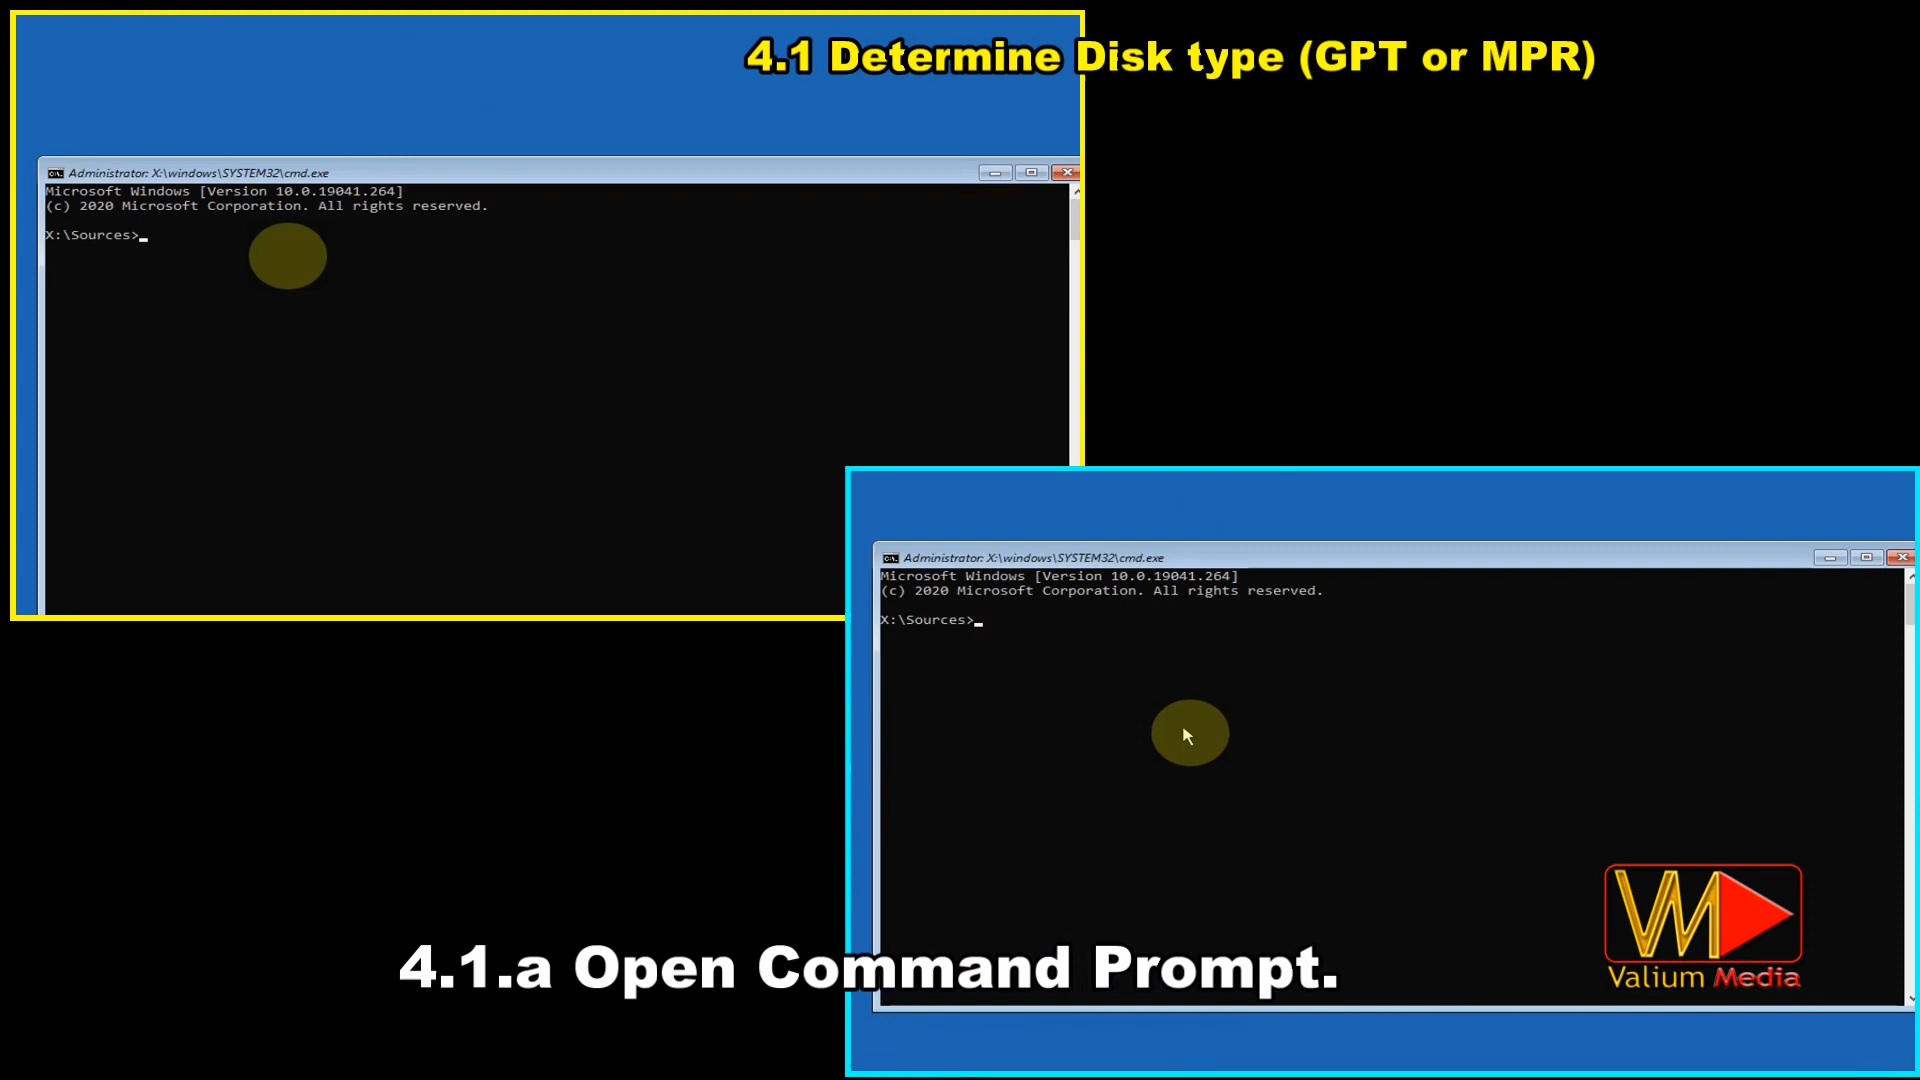 4.1 Determine Disk type (GPT or MPR)
Administrator: X:\windows\SYSTEM32\cmd.exe
Microsoft Windows [Version 10.0.19041.264]
(c) 2020 Microsoft Corporation. All rights reserved.
X:\Sources>
Administrator: X:\windows\SYSTEM32\cmd.exe
Microsoft Windows [Version 10.0.19041.264]
(c) 2020 Microsoft Corporation. All rights reserved.
X:\Sources>
VM
Valium Media
4.1.a Open Command Prompt.